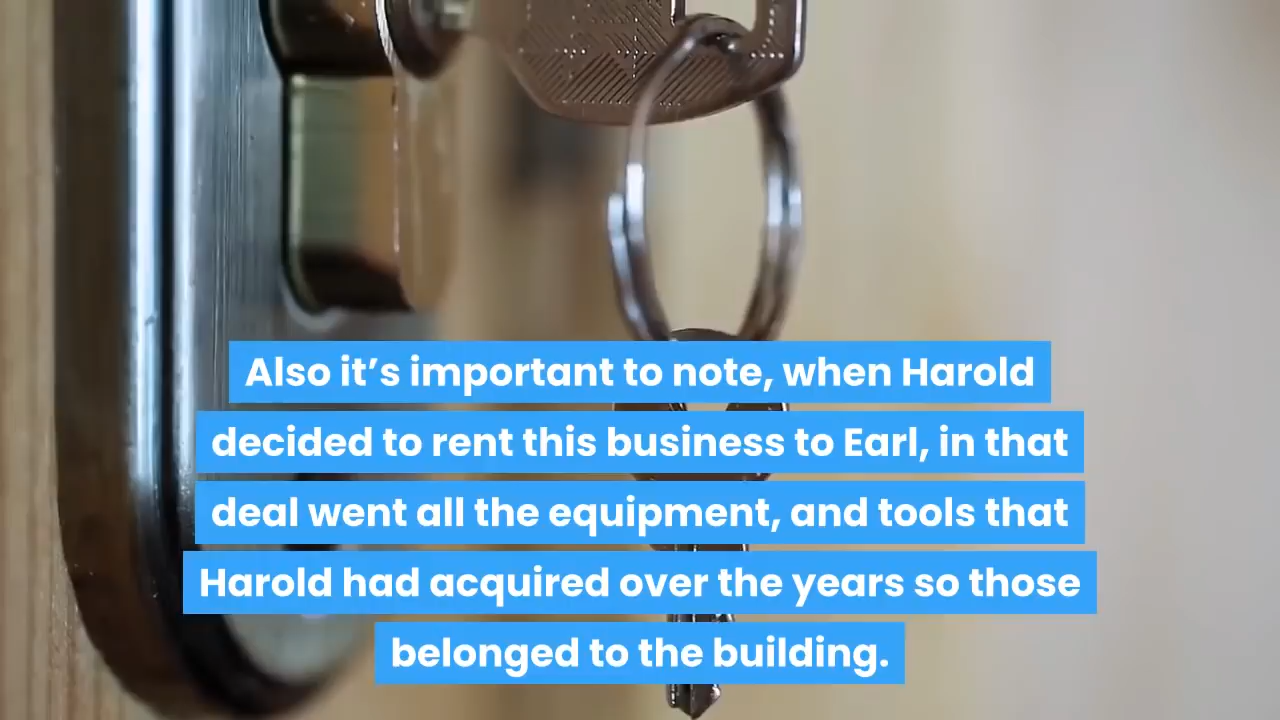 Also it’s important to note, when Harold
decided to rent this business to Earl, in that
deal went all the equipment, and tools that
Harold had acquired over the years so those
belonged to the building.